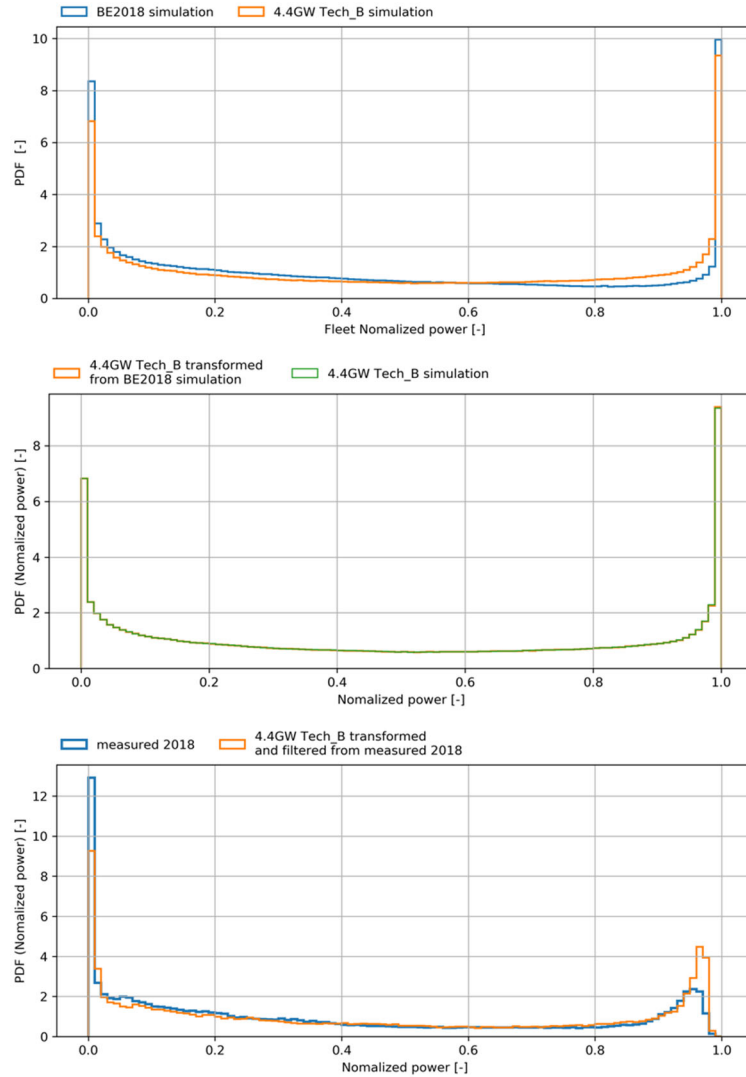 BE2018 simulation 4.4GW Tech_B simulation
10
8
6
4
2
0
PDF [-]
0.0 0.2 0.4 0.6 0.8 1.0
Fleet Nomalized power [-]
4.4GW Tech_B transformed
from BE2018 simulation
4.4GW Tech_B simulation
8
6
4
2
0
PDF (Normalized power) [-]
0.0 0.2 0.4 0.6 0.8 1.0
Nomalized power [-]
measured 2018
4.4GW Tech_B transformed
and filtered from measured 2018
12
10
8
6
4
2
0
PDF (Normalized power) [-]
0.0 0.2 0.4 0.6 0.8 1.0
Nomalized power [-]